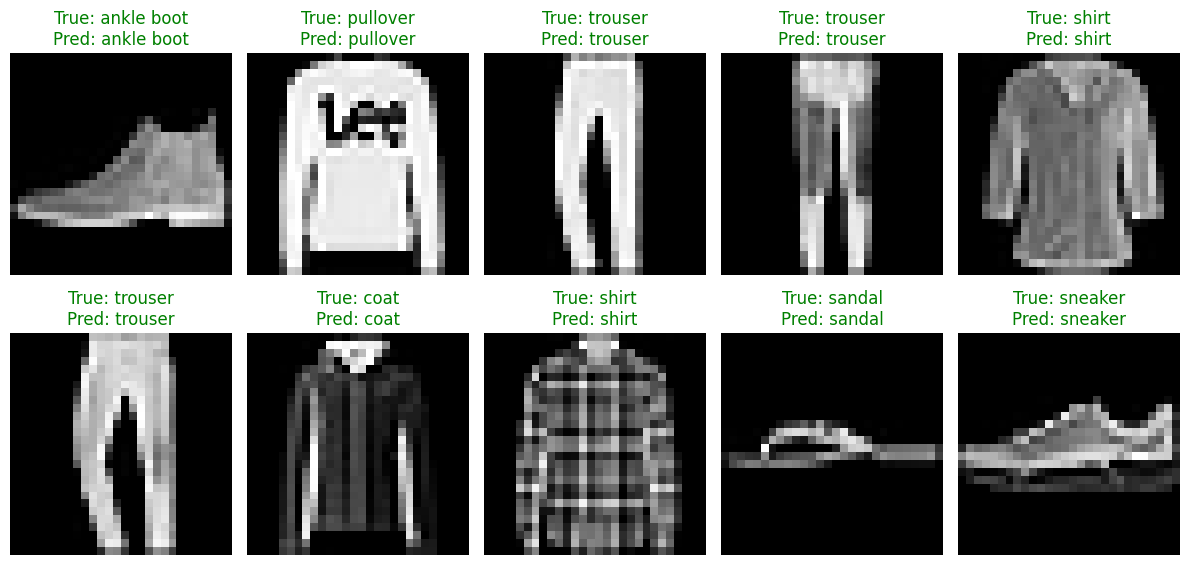 True: ankle boot
Pred: ankle boot
True: pullover
Pred: pullover
True: trouser
Pred: trouser
True: trouser
Pred: trouser
True: shirt
Pred: shirt
Lee
True: trouser
Pred: trouser
True: coat
Pred: coat
True: shirt
Pred: shirt
True: sandal
Pred: sandal
True: sneaker
Pred: sneaker